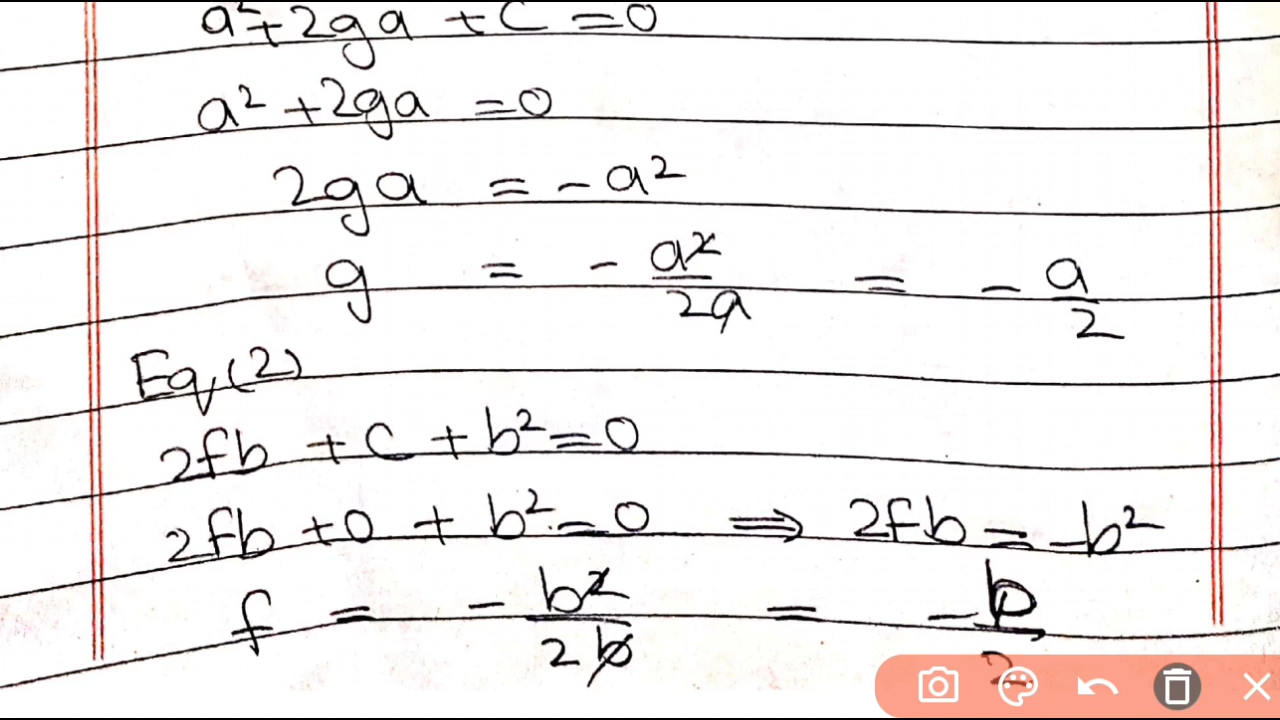 a²+2ga +C =0
a² +2ga =0
2ga = -a²
g = - a²/2a = - a/2
Eq,(2)
2fb +C +b²=0
2fb +0 + b²=0 ⇒ 2fb = -b²
f = - b²/2b = - b/2